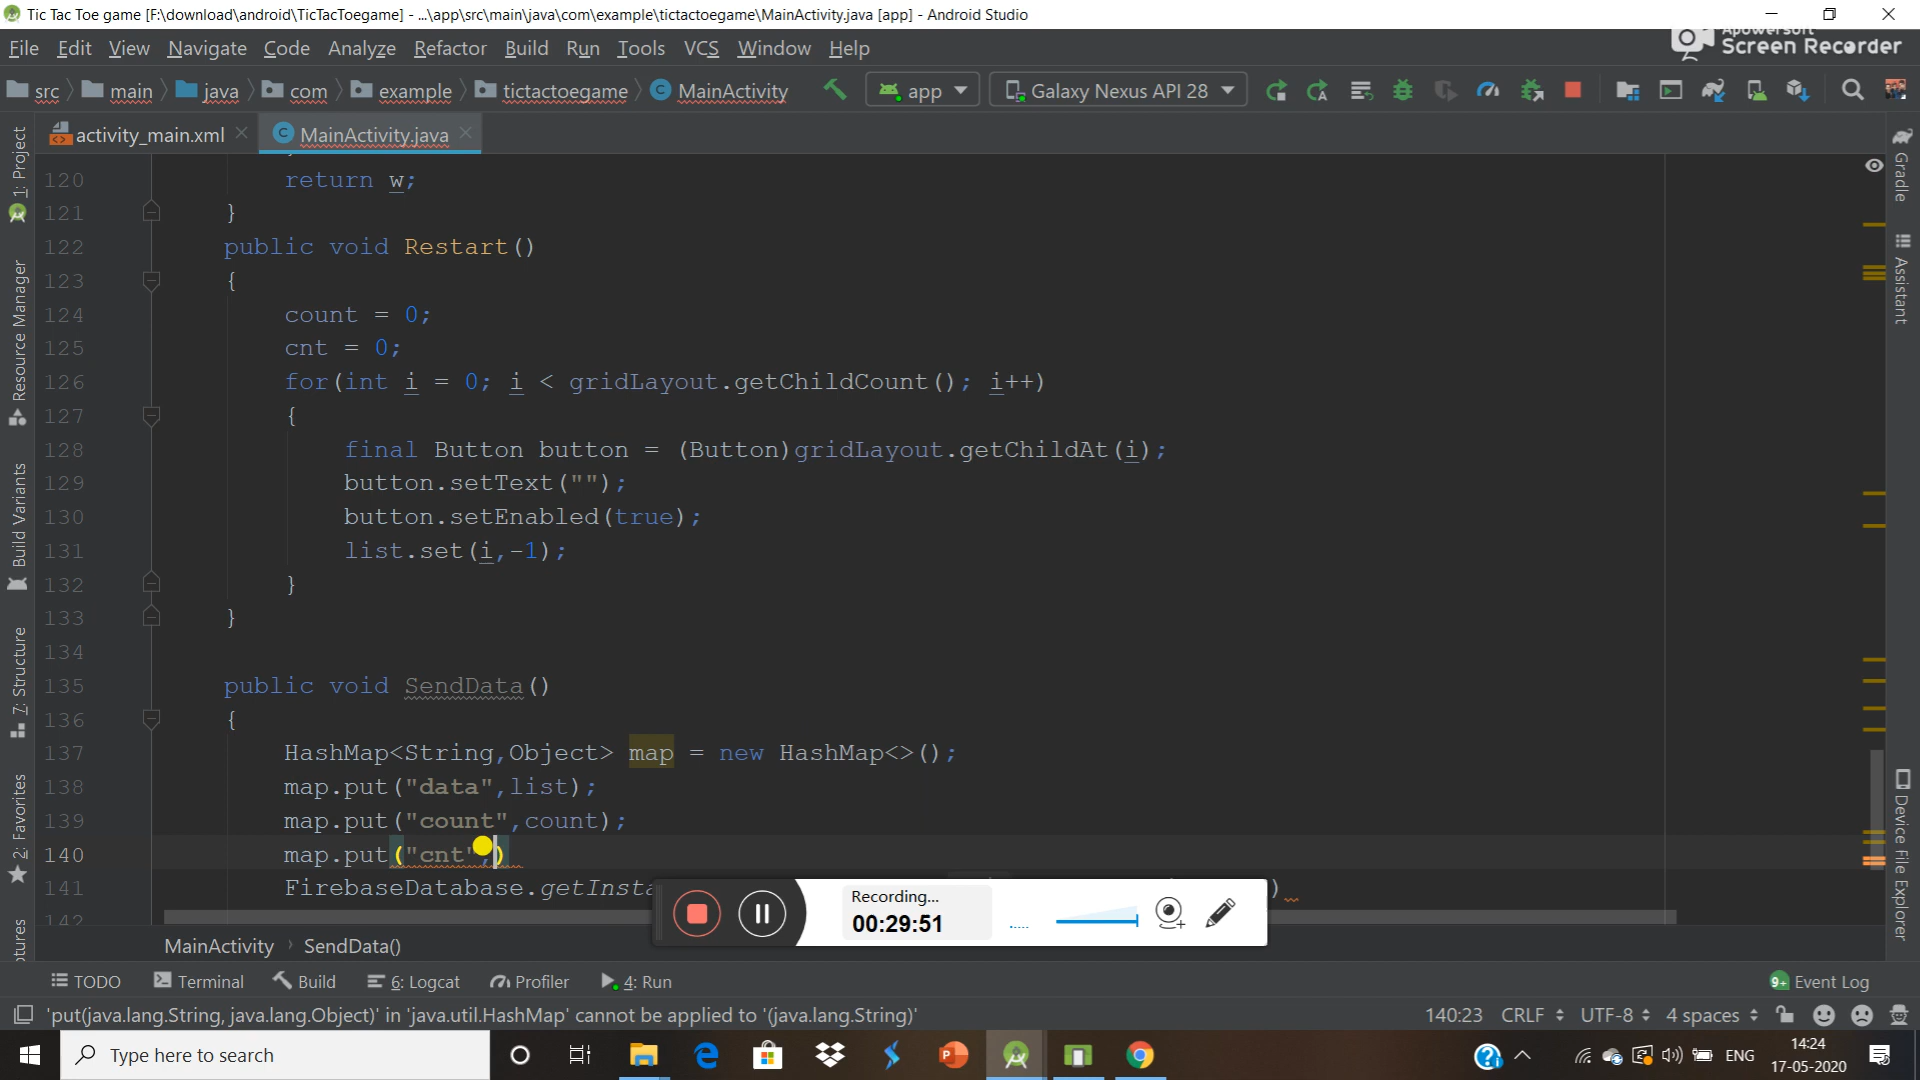 Tic Tac Toe game [F:\download\android\TicTacToegame] - ...\app\src\main\java\com\example\tictactoegame\MainActivity.java [app] - Android Studio
File Edit View Navigate Code Analyze Refactor Build Run Tools VCS Window Help
Apowersoft
Screen Recorder
src main java com example tictactoegame MainActivity app Galaxy Nexus API 28
activity_main.xml MainActivity.java
1: Project
Resource Manager
Build Variants
7: Structure
2: Favorites
Gradle
Assistant
Device File Explorer
120 return w;
121 }
122 public void Restart()
123 {
124 count = 0;
125 cnt = 0;
126 for(int i = 0; i < gridLayout.getChildCount(); i++)
127 {
128 final Button button = (Button)gridLayout.getChildAt(i);
129 button.setText("");
130 button.setEnabled(true);
131 list.set(i,-1);
132 }
133 }
134
135 public void SendData()
136 {
137 HashMap<String,Object> map = new HashMap<>();
138 map.put("data",list);
139 map.put("count",count);
140 map.put("cnt",)
141 FirebaseDatabase.getInsta )
142
Recording...
00:29:51
MainActivity SendData()
TODO Terminal Build 6: Logcat Profiler 4: Run 9+ Event Log
'put(java.lang.String, java.lang.Object)' in 'java.util.HashMap' cannot be applied to '(java.lang.String)' 140:23 CRLF UTF-8 4 spaces
Type here to search ENG 14:24
17-05-2020